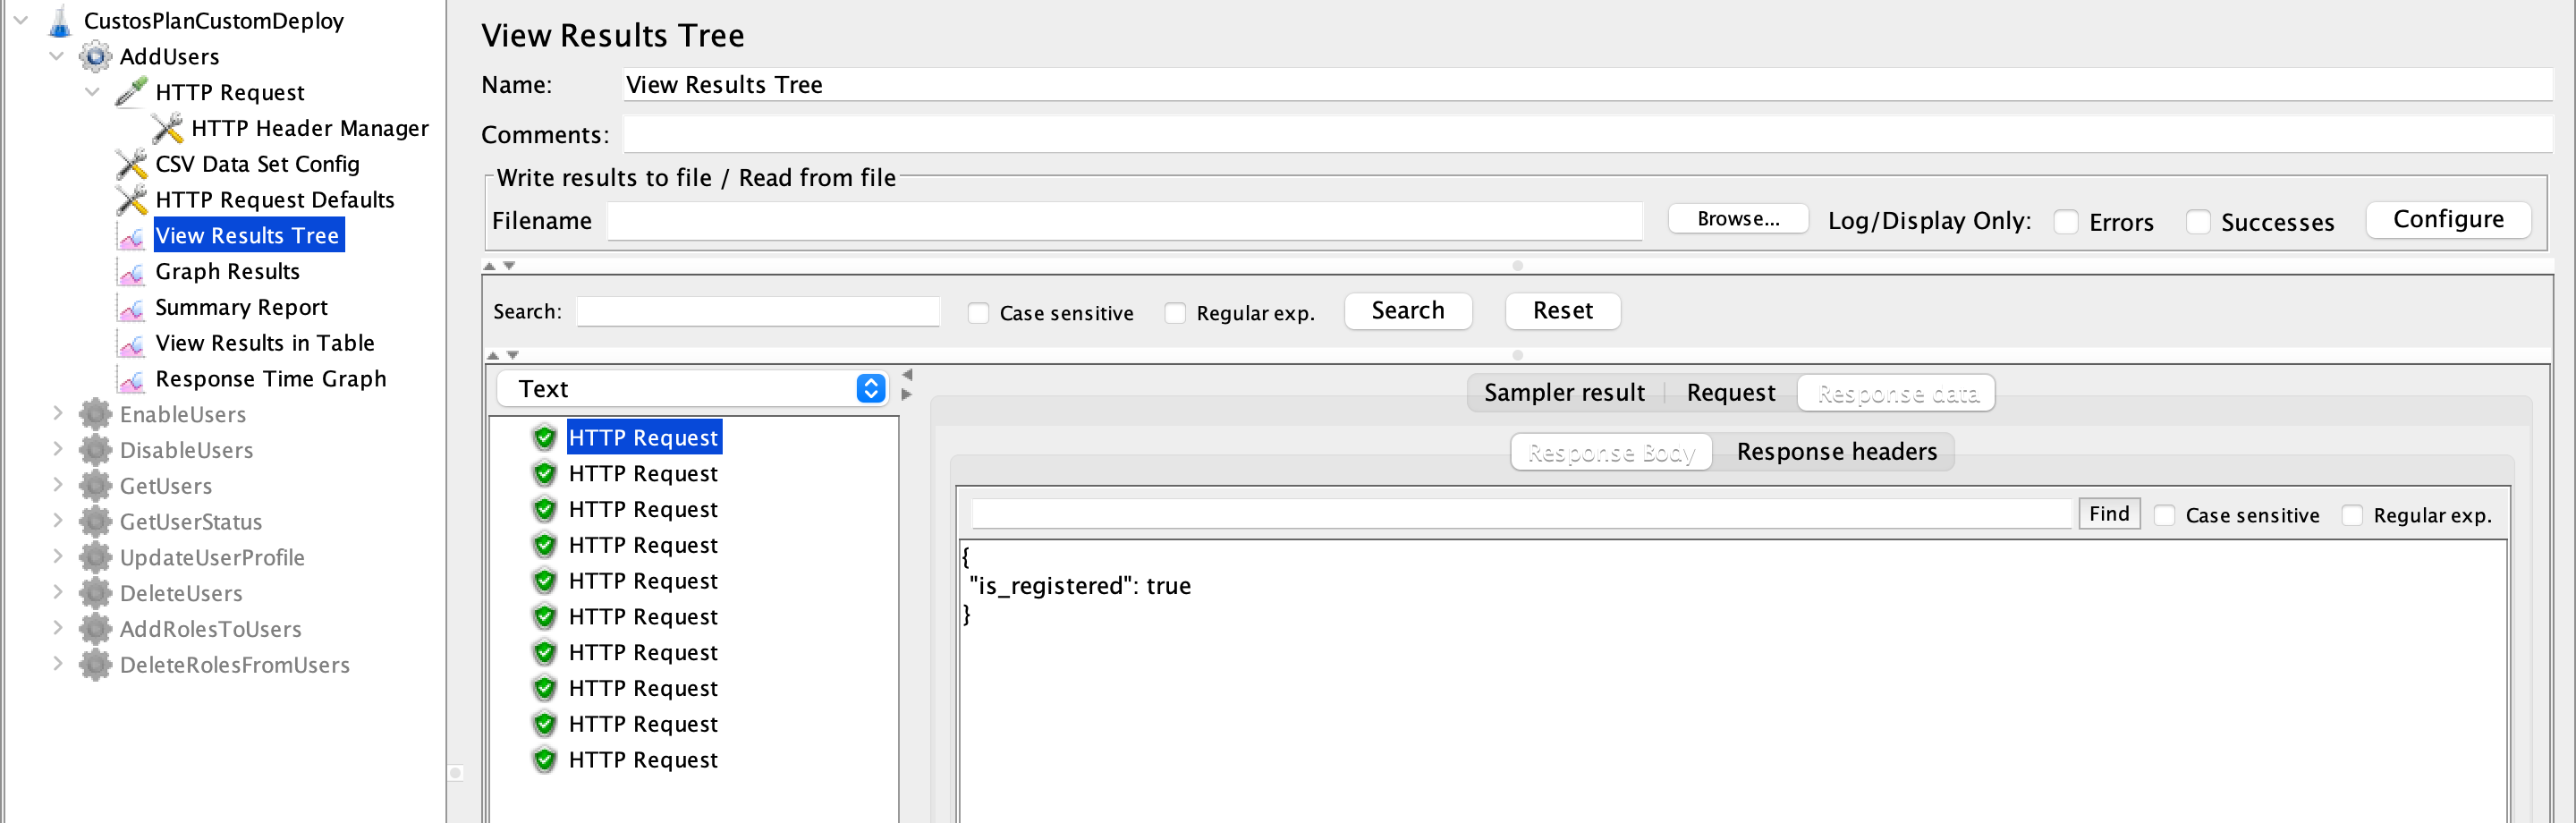 CustosPlanCustomDeploy
AddUsers
HTTP Request
HTTP Header Manager
CSV Data Set Config
HTTP Request Defaults
View Results Tree
Graph Results
Summary Report
View Results in Table
Response Time Graph
EnableUsers
DisableUsers
GetUsers
GetUserStatus
UpdateUserProfile
DeleteUsers
AddRolesToUsers
DeleteRolesFromUsers
View Results Tree
Name: View Results Tree
Comments:
Write results to file / Read from file
Filename Browse... Log/Display Only: Errors Successes Configure
Search: Case sensitive Regular exp. Search Reset
Text
HTTP Request
HTTP Request
HTTP Request
HTTP Request
HTTP Request
HTTP Request
HTTP Request
HTTP Request
HTTP Request
HTTP Request
Sampler result Request Response data
Response Body Response headers
Find Case sensitive Regular exp.
{
"is_registered": true
}